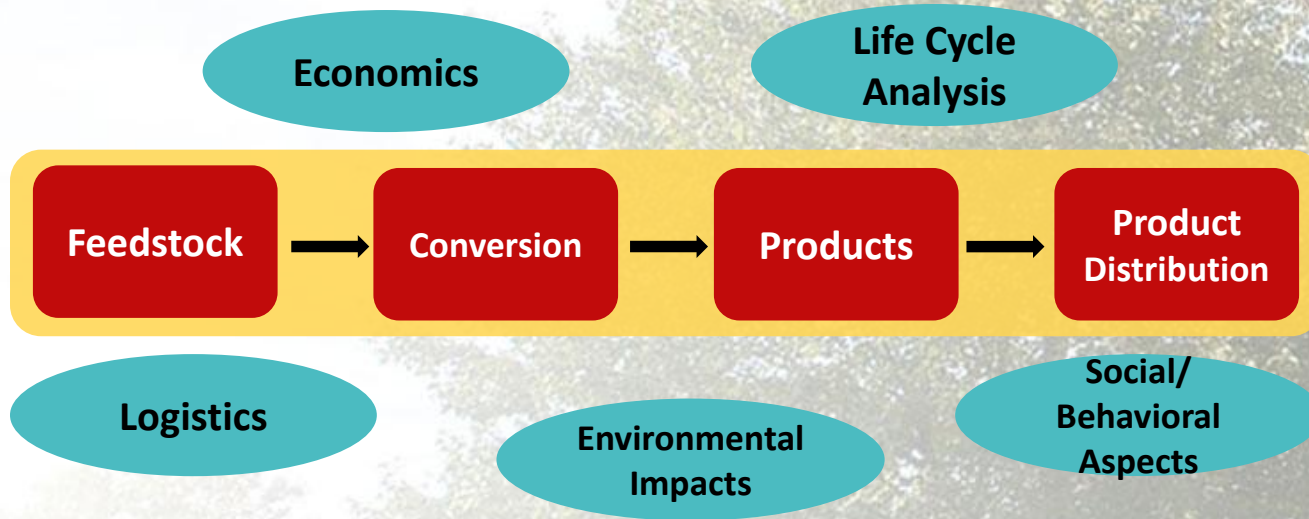 Economics
Life Cycle
Analysis
Feedstock
Conversion
Products
Product
Distribution
Logistics
Environmental
Impacts
Social/
Behavioral
Aspects